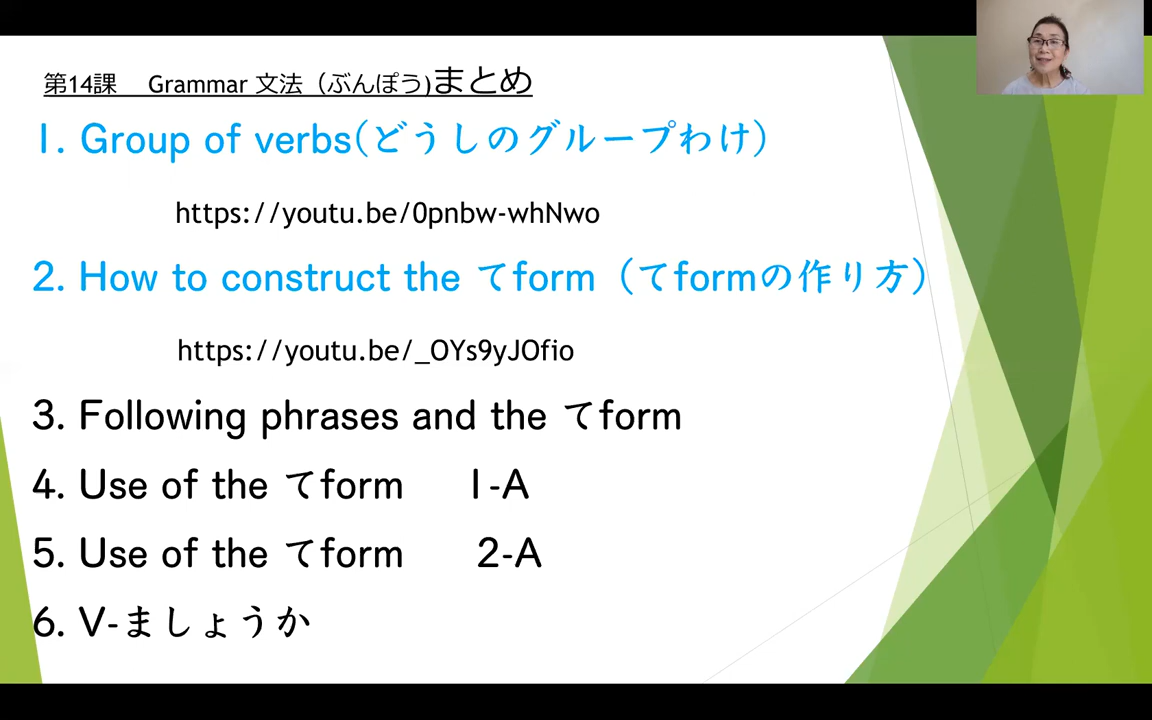 第14課　Grammar 文法（ぶんぽう)まとめ
1. Group of verbs(どうしのグループわけ)
https://youtu.be/0pnbw-whNwo
2. How to construct the てform（てformの作り方）
https://youtu.be/_OYs9yJOfio
3. Following phrases and the てform
4. Use of the てform　1-A
5. Use of the てform　2-A
6. V-ましょうか